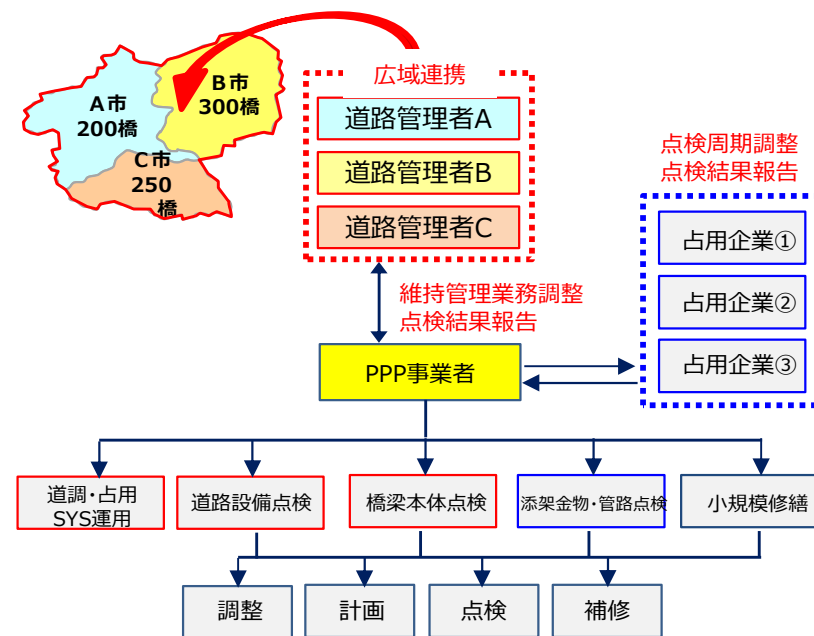 B市
300橋
A市
200橋
C市
250
橋
広域連携
道路管理者A
道路管理者B
道路管理者C
点検周期調整
点検結果報告
占用企業①
占用企業②
占用企業③
維持管理業務調整
点検結果報告
PPP事業者
道調・占用
SYS運用
道路設備点検
橋梁本体点検
添架金物・管路点検
小規模修繕
調整
計画
点検
補修